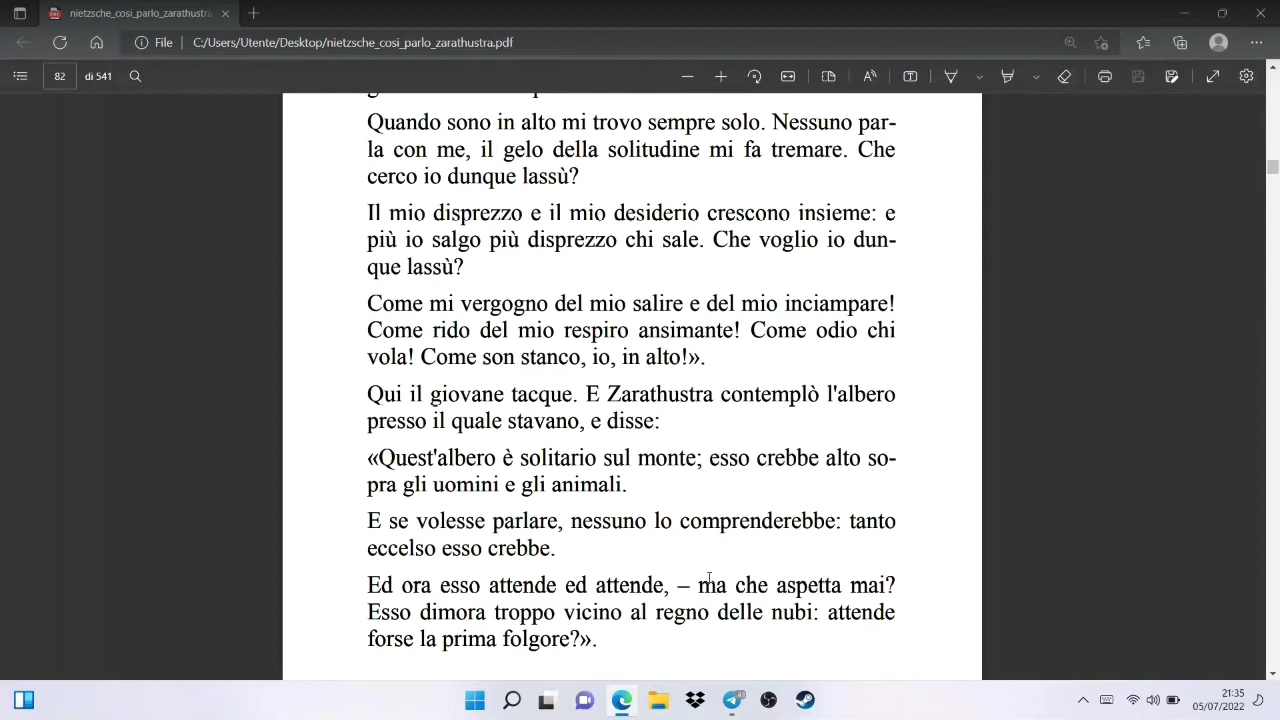 nietzsche_cosi_parlo_zarathustra
File
C:/Users/Utente/Desktop/nietzsche_cosi_parlo_zarathustra.pdf
82 di 541
Quando sono in alto mi trovo sempre solo. Nessuno par-
la con me, il gelo della solitudine mi fa tremare. Che
cerco io dunque lassù?
Il mio disprezzo e il mio desiderio crescono insieme: e
più io salgo più disprezzo chi sale. Che voglio io dun-
que lassù?
Come mi vergogno del mio salire e del mio inciampare!
Come rido del mio respiro ansimante! Come odio chi
vola! Come son stanco, io, in alto!».
Qui il giovane tacque. E Zarathustra contemplò l'albero
presso il quale stavano, e disse:
«Quest'albero è solitario sul monte; esso crebbe alto so-
pra gli uomini e gli animali.
E se volesse parlare, nessuno lo comprenderebbe: tanto
eccelso esso crebbe.
Ed ora esso attende ed attende, – ma che aspetta mai?
Esso dimora troppo vicino al regno delle nubi: attende
forse la prima folgore?».
21:35
05/07/2022